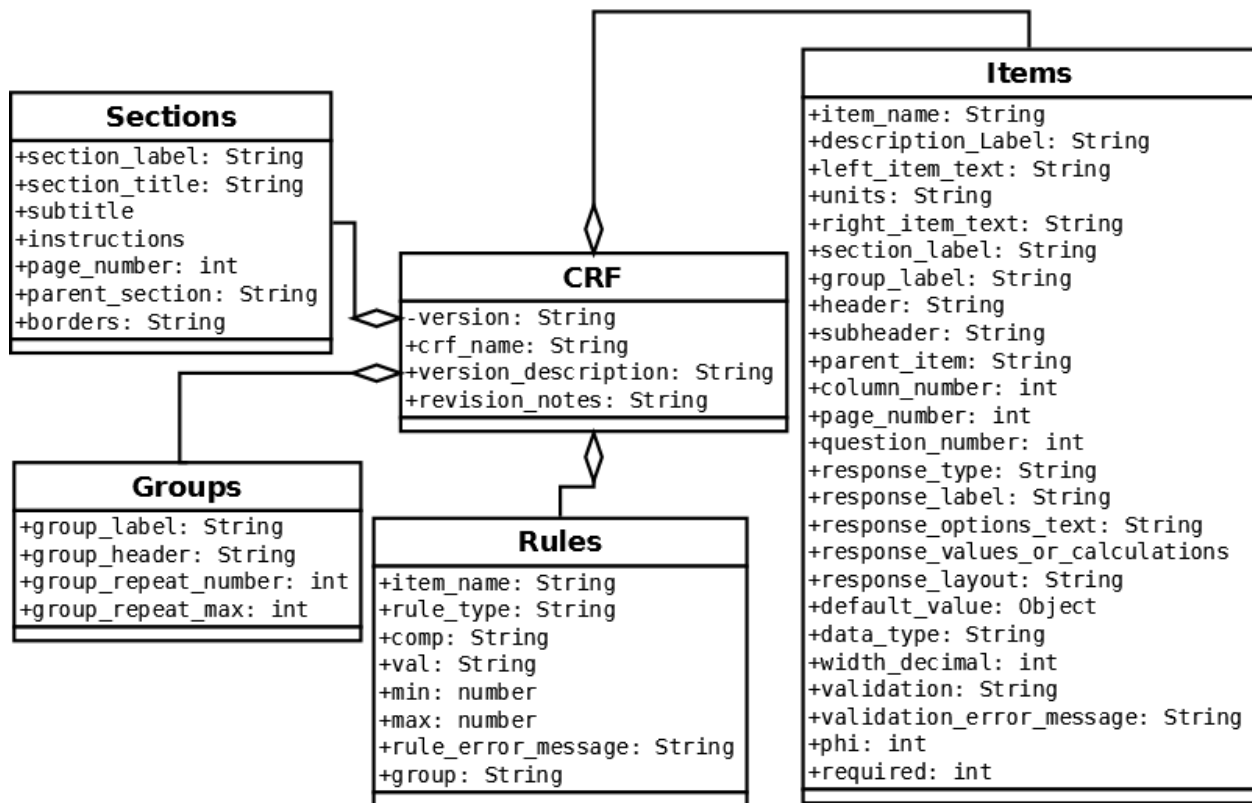 Sections
+section_label: String
+section_title: String
+subtitle
+instructions
+page_number: int
+parent_section: String
+borders: String
Groups
+group_label: String
+group_header: String
+group_repeat_number: int
+group_repeat_max: int
CRF
-version: String
+crf_name: String
+version_description: String
+revision_notes: String
Rules
+item_name: String
+rule_type: String
+comp: String
+val: String
+min: number
+max: number
+rule_error_message: String
+group: String
Items
+item_name: String
+description_Label: String
+left_item_text: String
+units: String
+right_item_text: String
+section_label: String
+group_label: String
+header: String
+subheader: String
+parent_item: String
+column_number: int
+page_number: int
+question_number: int
+response_type: String
+response_label: String
+response_options_text: String
+response_values_or_calculations
+response_layout: String
+default_value: Object
+data_type: String
+width_decimal: int
+validation: String
+validation_error_message: String
+phi: int
+required: int